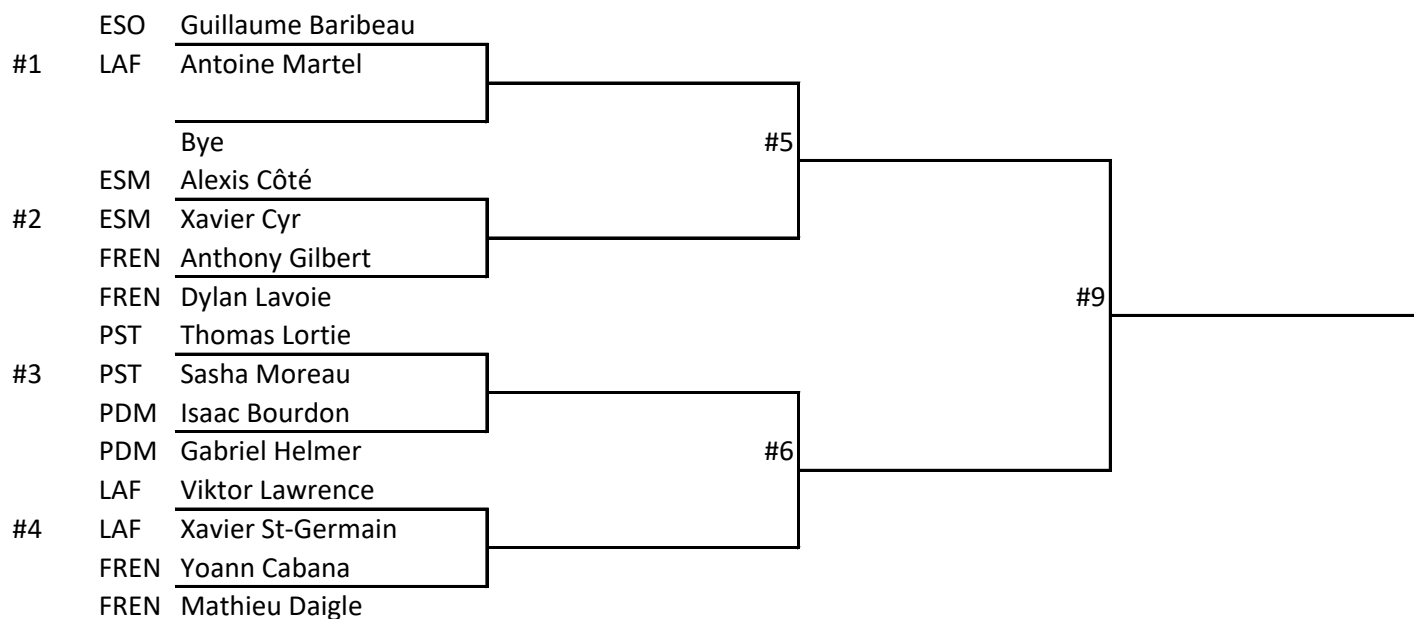 ESO Guillaume Baribeau
#1 LAF Antoine Martel
Bye #5
ESM Alexis Côté
#2 ESM Xavier Cyr
FREN Anthony Gilbert
FREN Dylan Lavoie #9
PST Thomas Lortie
#3 PST Sasha Moreau
PDM Isaac Bourdon
PDM Gabriel Helmer #6
LAF Viktor Lawrence
#4 LAF Xavier St-Germain
FREN Yoann Cabana
FREN Mathieu Daigle